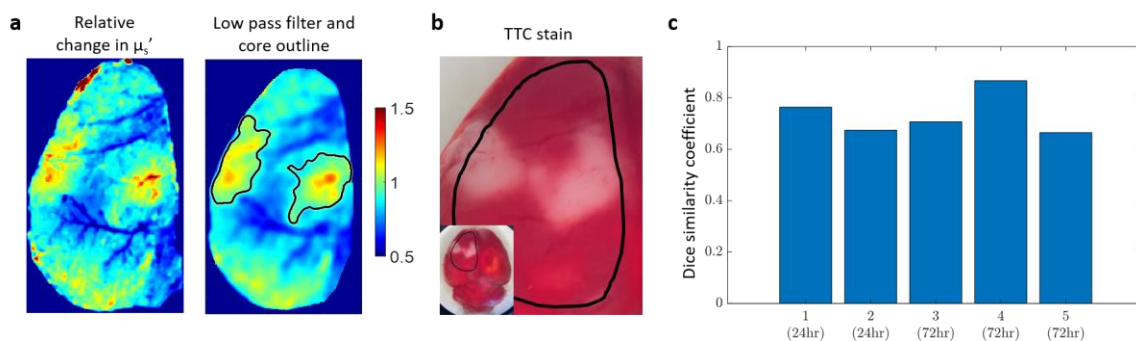 a
Relative
change in μₛ'
Low pass filter and
core outline
1.5
1
0.5
b
TTC stain
c
Dice similarity coefficient
1
0.8
0.6
0.4
0.2
0
1
(24hr)
2
(24hr)
3
(72hr)
4
(72hr)
5
(72hr)